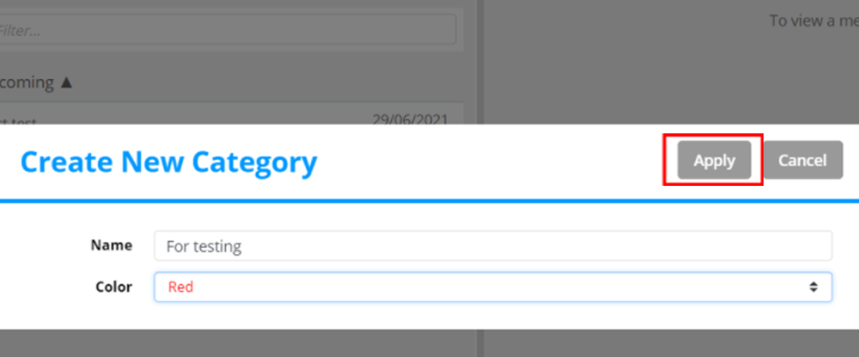 Filter...
To view a me
coming ▲
test
29/06/2021
Create New Category
Apply
Cancel
Name
For testing
Color
Red